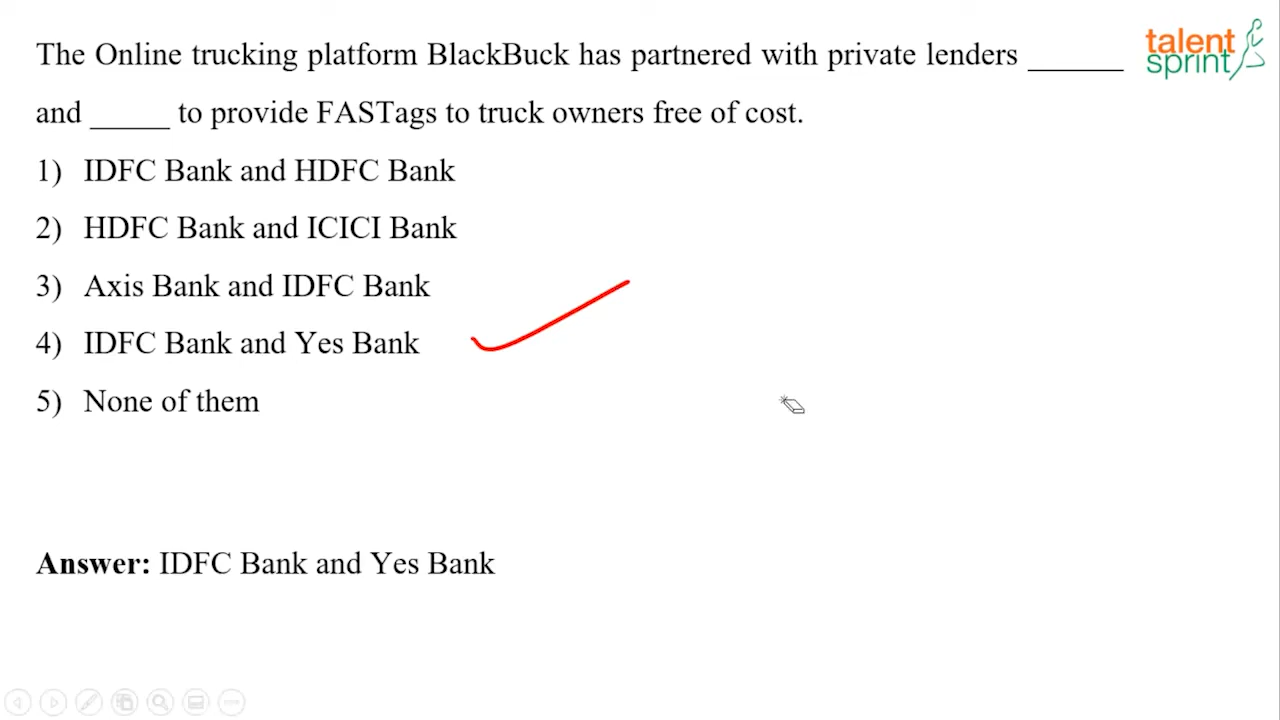 The Online trucking platform BlackBuck has partnered with private lenders ______
and _____ to provide FASTags to truck owners free of cost.
1) IDFC Bank and HDFC Bank
2) HDFC Bank and ICICI Bank
3) Axis Bank and IDFC Bank
4) IDFC Bank and Yes Bank
5) None of them
Answer: IDFC Bank and Yes Bank
talent
sprint